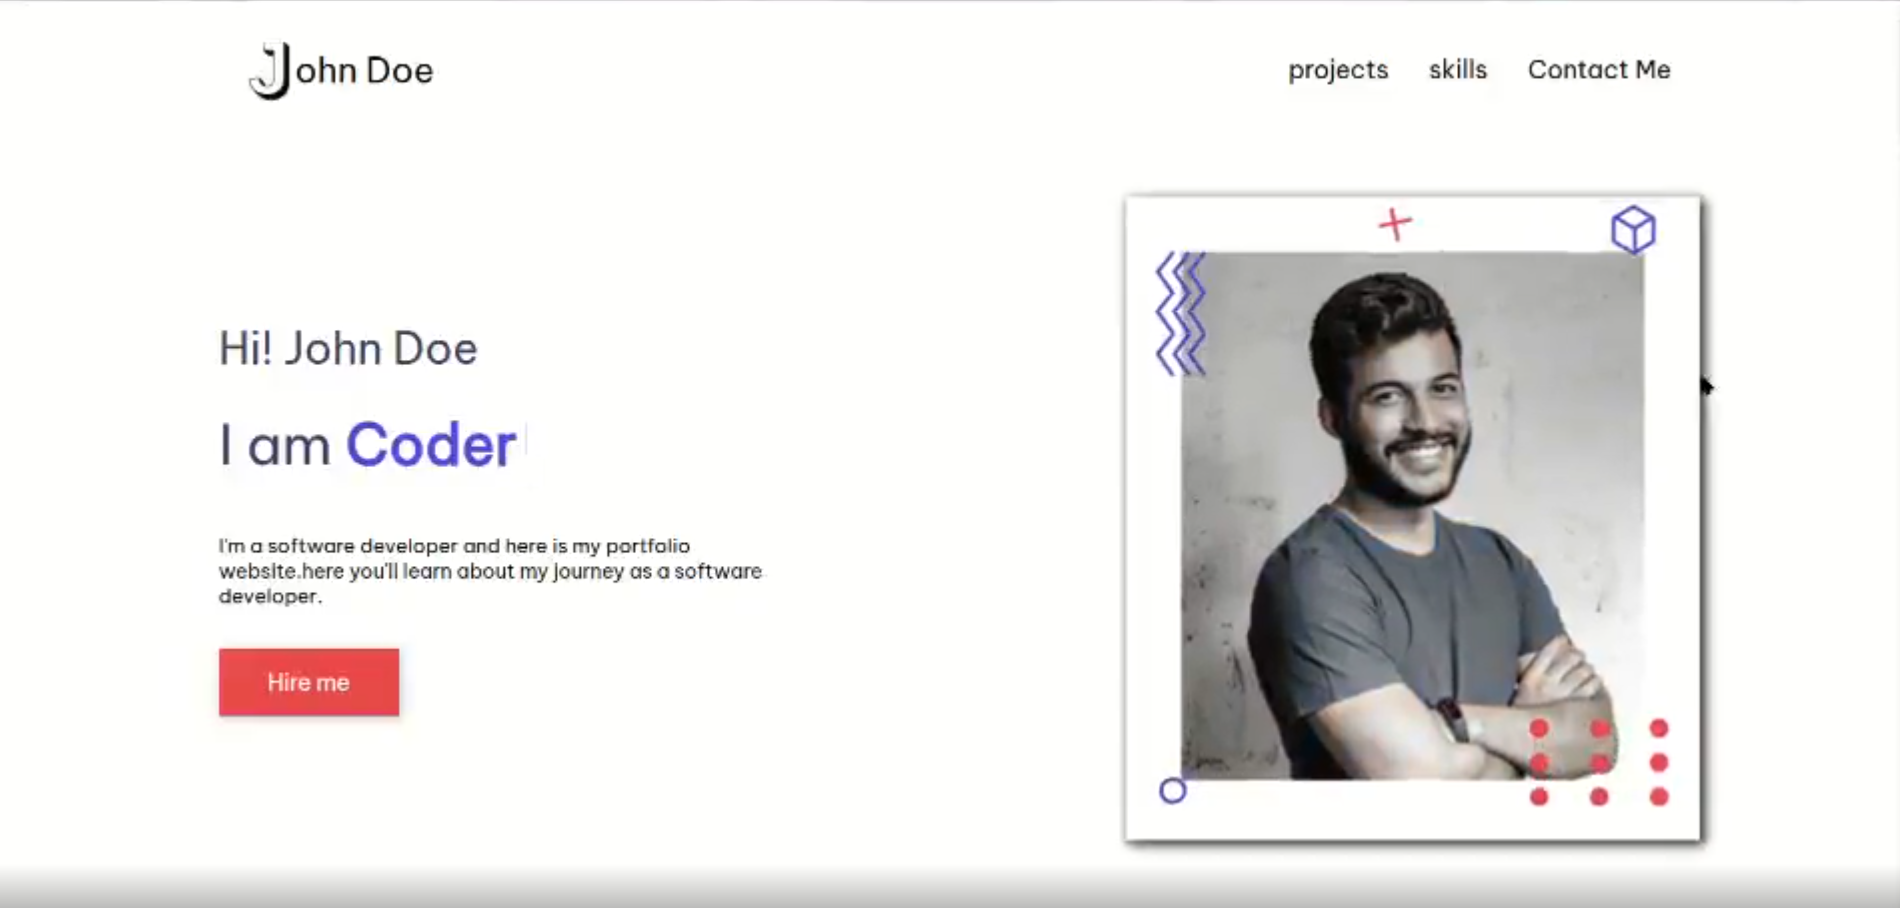 John Doe
projects skills Contact Me
Hi! John Doe
I am Coder
I'm a software developer and here is my portfolio
website.here you'll learn about my journey as a software
developer.
Hire me